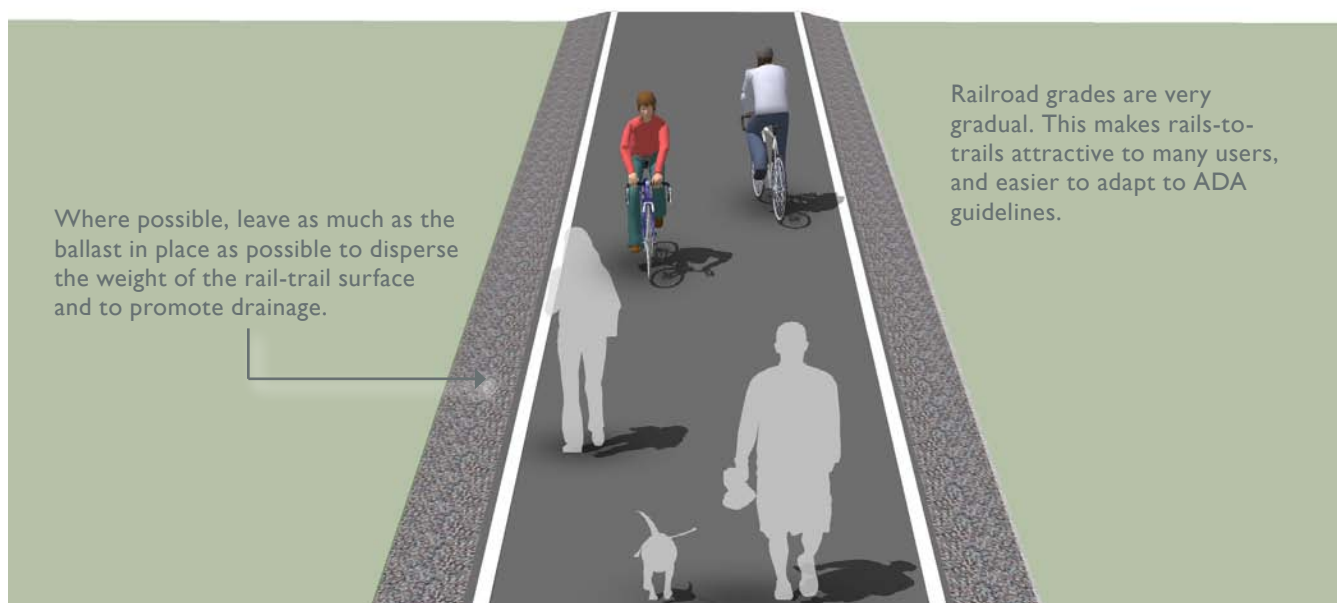 Where possible, leave as much as the
ballast in place as possible to disperse
the weight of the rail-trail surface
and to promote drainage.
Railroad grades are very
gradual. This makes rails-to-
trails attractive to many users,
and easier to adapt to ADA
guidelines.